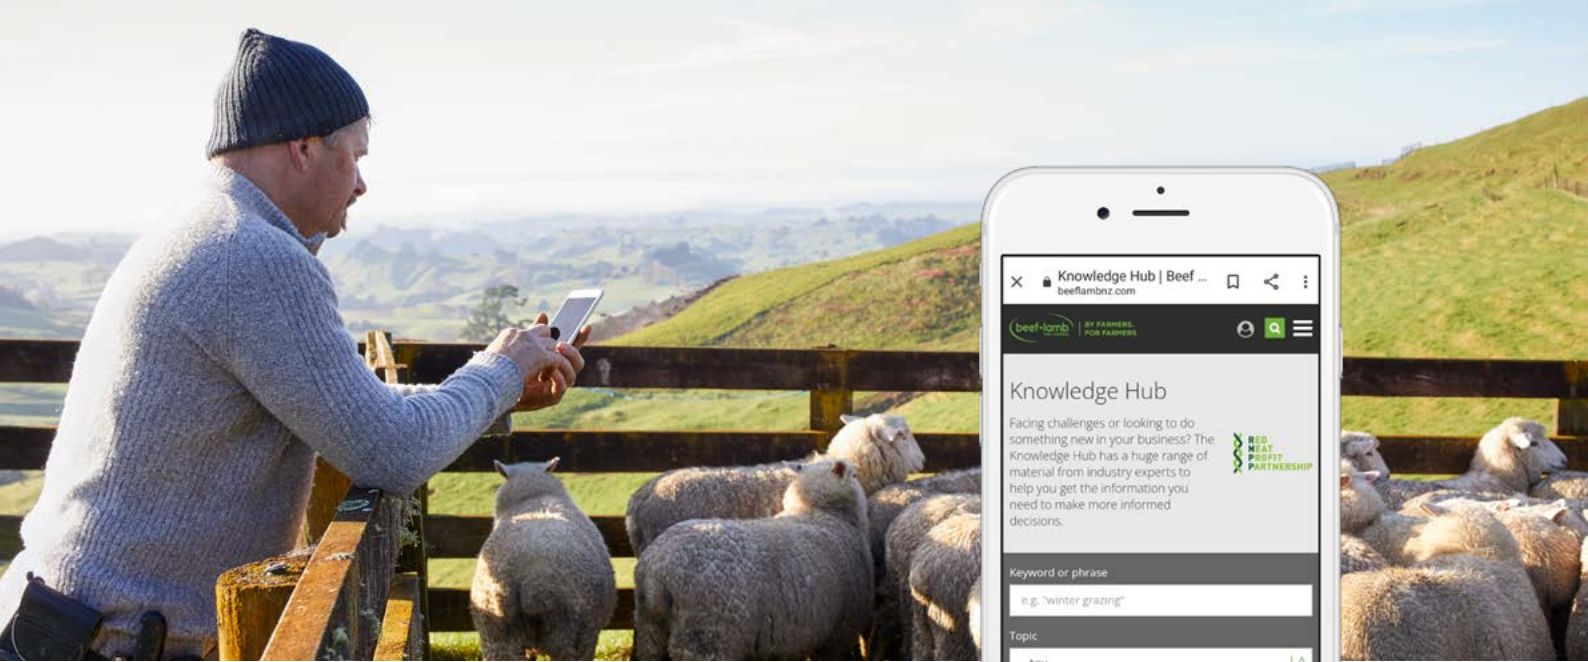 Knowledge Hub | Beef ...
beeflambnz.com
beef+lamb
BY FARMERS.
FOR FARMERS
Knowledge Hub
Facing challenges or looking to do
something new in your business? The
Knowledge Hub has a huge range of
material from industry experts to
help you get the information you
need to make more informed
decisions.
RED
MEAT
PROFIT
PARTNERSHIP
Keyword or phrase
e.g. "winter grazing"
Topic